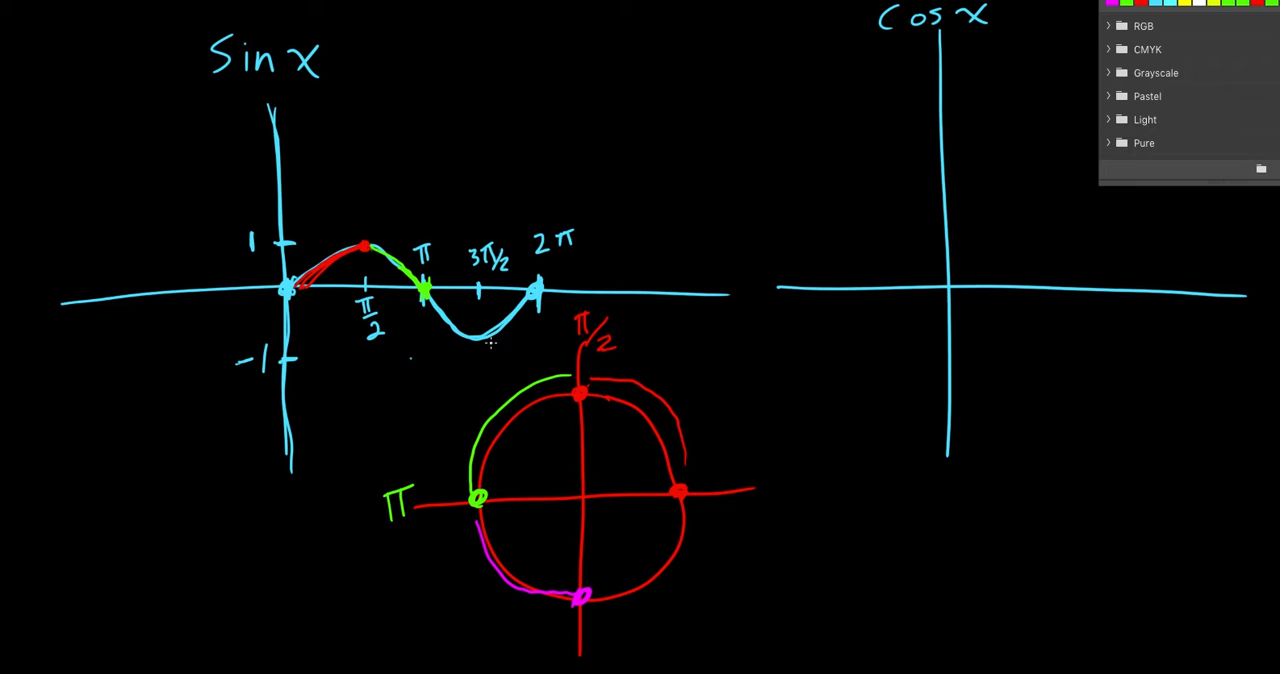 Sin x
Cos x
1
π
3π/2
2π
π/2
-1
π/2
π
RGB
CMYK
Grayscale
Pastel
Light
Pure